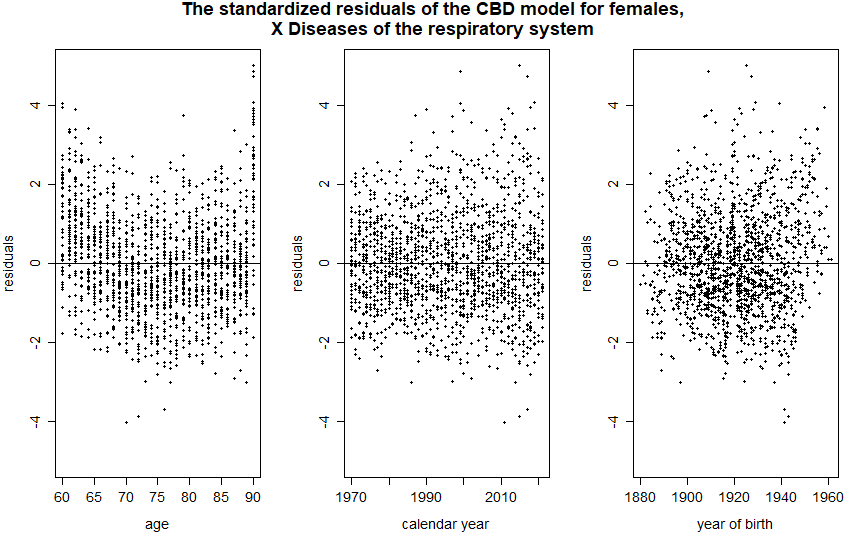 The standardized residuals of the CBD model for females,
X Diseases of the respiratory system
residuals
4
2
0
-2
-4
60 65 70 75 80 85 90
age
residuals
4
2
0
-2
-4
1970 1990 2010
calendar year
residuals
4
2
0
-2
-4
1880 1900 1920 1940 1960
year of birth